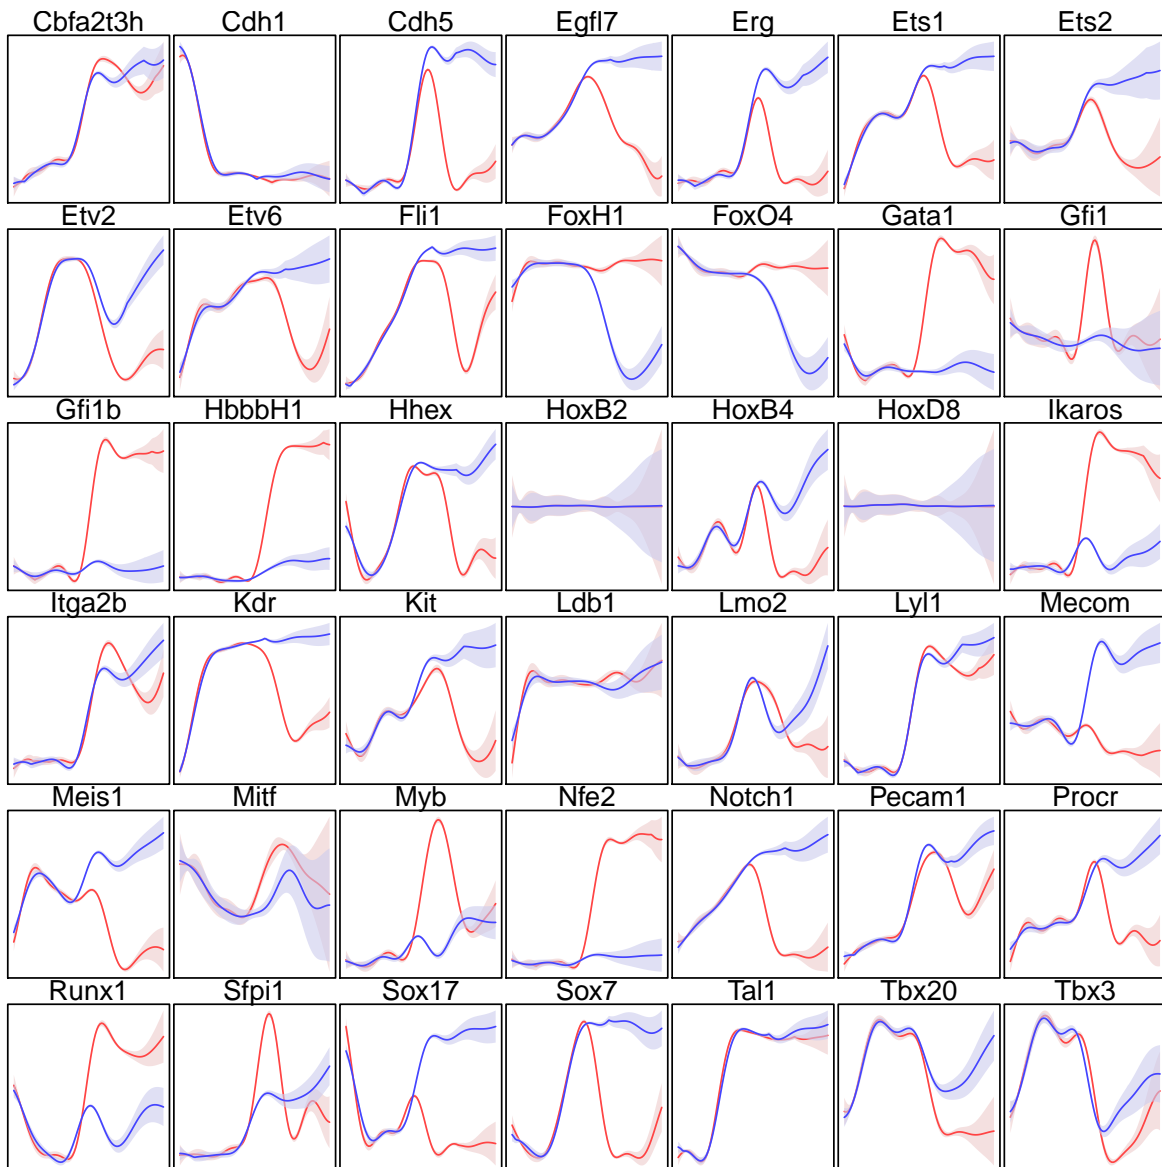 Cbfa2t3h Cdh1 Cdh5 Egfl7 Erg Ets1 Ets2
Etv2 Etv6 Fli1 FoxH1 FoxO4 Gata1 Gfi1
Gfi1b HbbbH1 Hhex HoxB2 HoxB4 HoxD8 Ikaros
Itga2b Kdr Kit Ldb1 Lmo2 Lyl1 Mecom
Meis1 Mitf Myb Nfe2 Notch1 Pecam1 Procr
Runx1 Sfpi1 Sox17 Sox7 Tal1 Tbx20 Tbx3